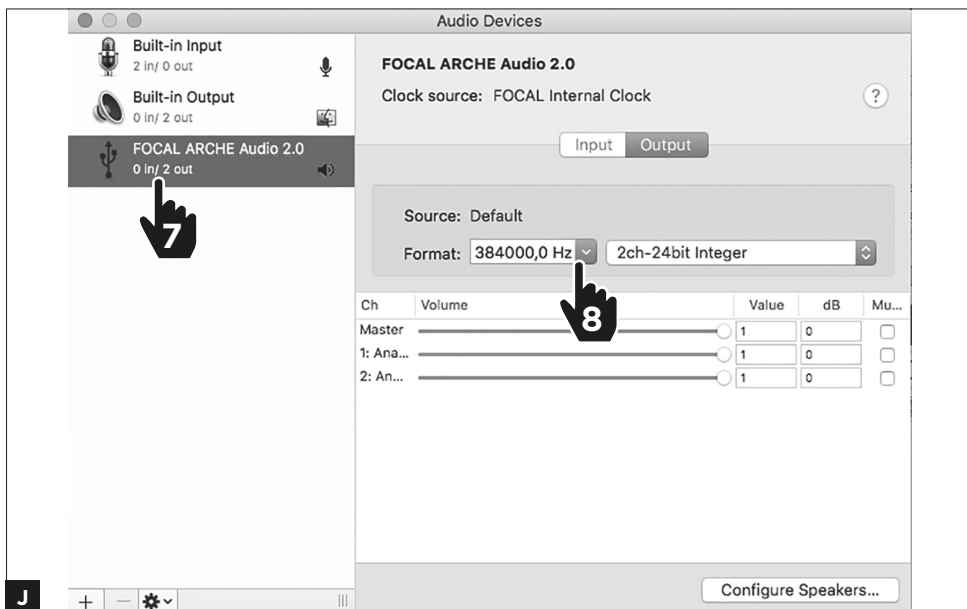 Audio Devices
Built-in Input
2 in/ 0 out
Built-in Output
0 in/ 2 out
FOCAL ARCHE Audio 2.0
0 in/ 2 out
7
FOCAL ARCHE Audio 2.0
Clock source: FOCAL Internal Clock
?
Input Output
Source: Default
Format: 384000,0 Hz 2ch-24bit Integer
8
Ch Volume Value dB Mu...
Master 1 0
1: Ana... 1 0
2: An... 1 0
J
+ −
Configure Speakers...